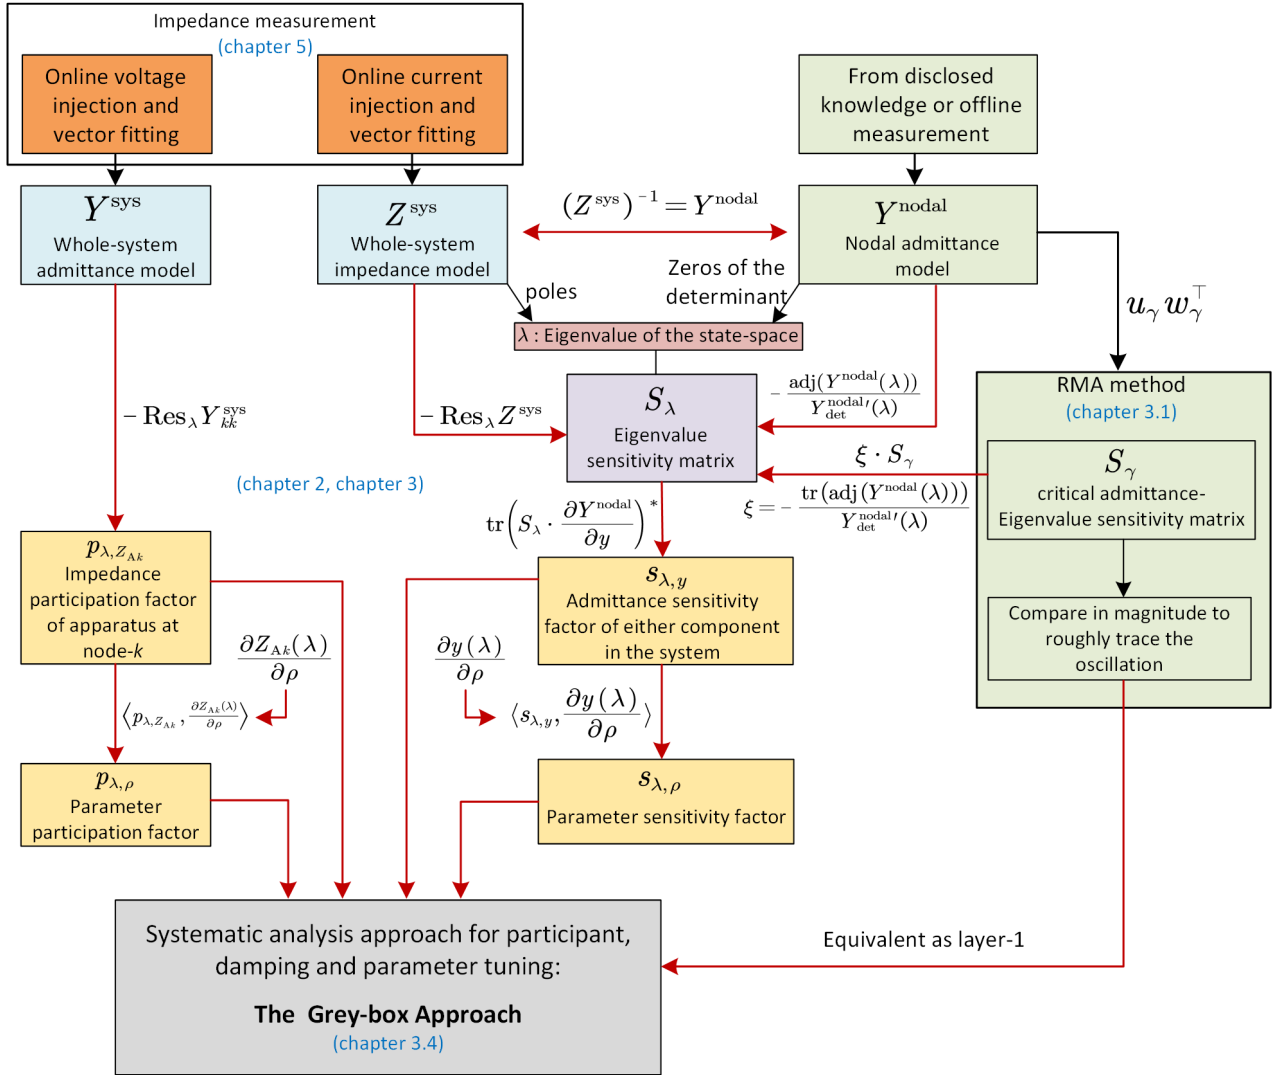 Impedance measurement
(chapter 5)
Online voltage
injection and
vector fitting
Online current
injection and
vector fitting
From disclosed
knowledge or offline
measurement
Y^sys
Whole-system
admittance model
Z^sys
Whole-system
impedance model
(Z^sys)^−1 = Y^nodal
Y^nodal
Nodal admittance
model
poles
Zeros of the
determinant
λ : Eigenvalue of the state-space
u_γ w_γ^⊤
− Res_λ Y_kk^sys
− Res_λ Z^sys
S_λ
Eigenvalue
sensitivity matrix
− adj(Y^nodal(λ)) / Y_det^nodal′(λ)
RMA method
(chapter 3.1)
S_γ
critical admittance-
Eigenvalue sensitivity matrix
Compare in magnitude to
roughly trace the
oscillation
ξ · S_γ
ξ = − tr(adj(Y^nodal(λ))) / Y_det^nodal′(λ)
(chapter 2, chapter 3)
tr(S_λ · ∂Y^nodal / ∂y)^*
p_λ,Z_Ak
Impedance
participation factor
of apparatus at
node-k
s_λ,y
Admittance sensitivity
factor of either component
in the system
∂Z_Ak(λ) / ∂ρ
⟨p_λ,Z_Ak, ∂Z_Ak(λ) / ∂ρ⟩
∂y(λ) / ∂ρ
⟨s_λ,y, ∂y(λ) / ∂ρ⟩
p_λ,ρ
Parameter
participation factor
s_λ,ρ
Parameter sensitivity factor
Systematic analysis approach for participant,
damping and parameter tuning:
The Grey-box Approach
(chapter 3.4)
Equivalent as layer-1